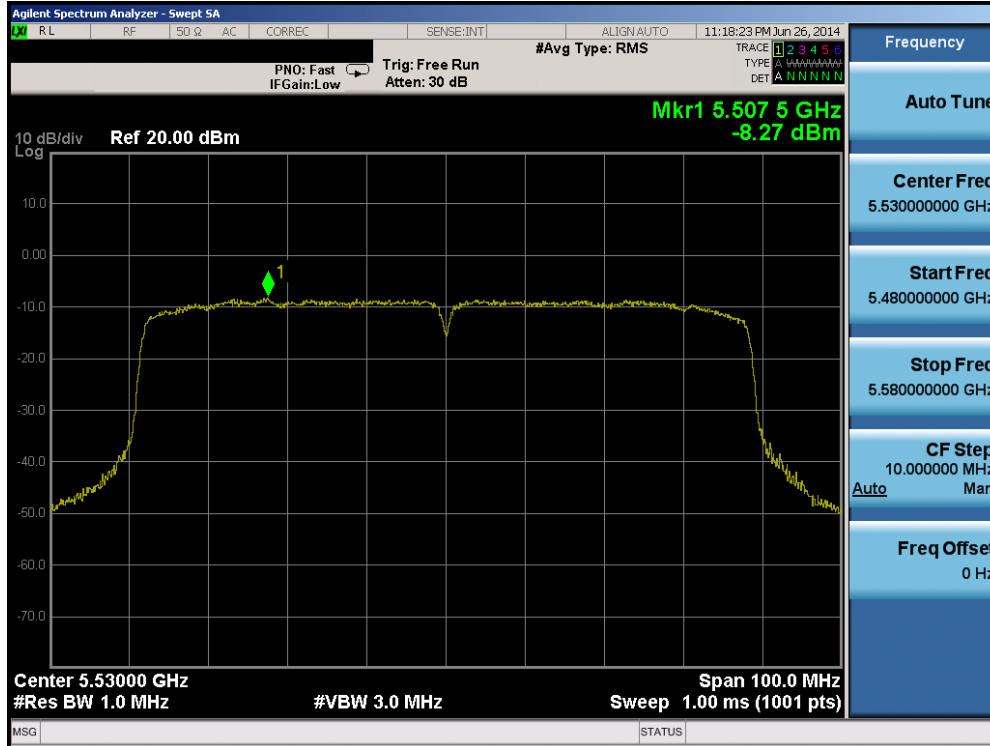 Agilent Spectrum Analyzer - Swept SA
LXI RL RF 50 Ω AC CORREC SENSE:INT ALIGN AUTO 11:18:23 PM Jun 26, 2014
#Avg Type: RMS TRACE 1 2 3 4 5 6
PNO: Fast Trig: Free Run TYPE A
IFGain:Low Atten: 30 dB DET A N N N N N
Mkr1 5.507 5 GHz
-8.27 dBm
10 dB/div Ref 20.00 dBm
Log
10.0
0.00
1
-10.0
-20.0
-30.0
-40.0
-50.0
-60.0
-70.0
Center 5.53000 GHz Span 100.0 MHz
#Res BW 1.0 MHz #VBW 3.0 MHz Sweep 1.00 ms (1001 pts)
MSG STATUS
Frequency
Auto Tune
Center Freq
5.530000000 GHz
Start Freq
5.480000000 GHz
Stop Freq
5.580000000 GHz
CF Step
10.000000 MHz
Auto Man
Freq Offset
0 Hz